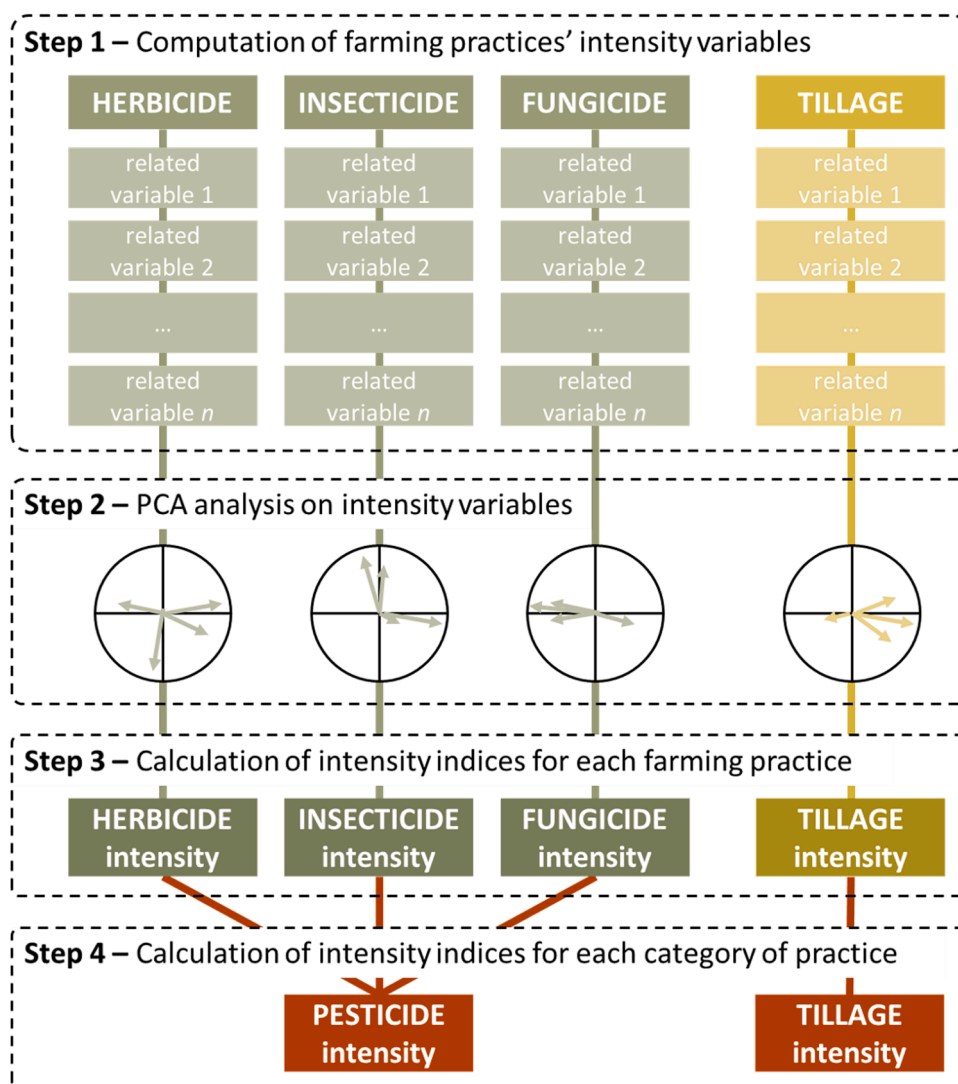 Step 1 – Computation of farming practices' intensity variables
HERBICIDE INSECTICIDE FUNGICIDE TILLAGE
related related related related
variable 1 variable 1 variable 1 variable 1
related related related related
variable 2 variable 2 variable 2 variable 2
... ... ... ...
related related related related
variable n variable n variable n variable n
Step 2 – PCA analysis on intensity variables
Step 3 – Calculation of intensity indices for each farming practice
HERBICIDE INSECTICIDE FUNGICIDE TILLAGE
intensity intensity intensity intensity
Step 4 – Calculation of intensity indices for each category of practice
PESTICIDE TILLAGE
intensity intensity